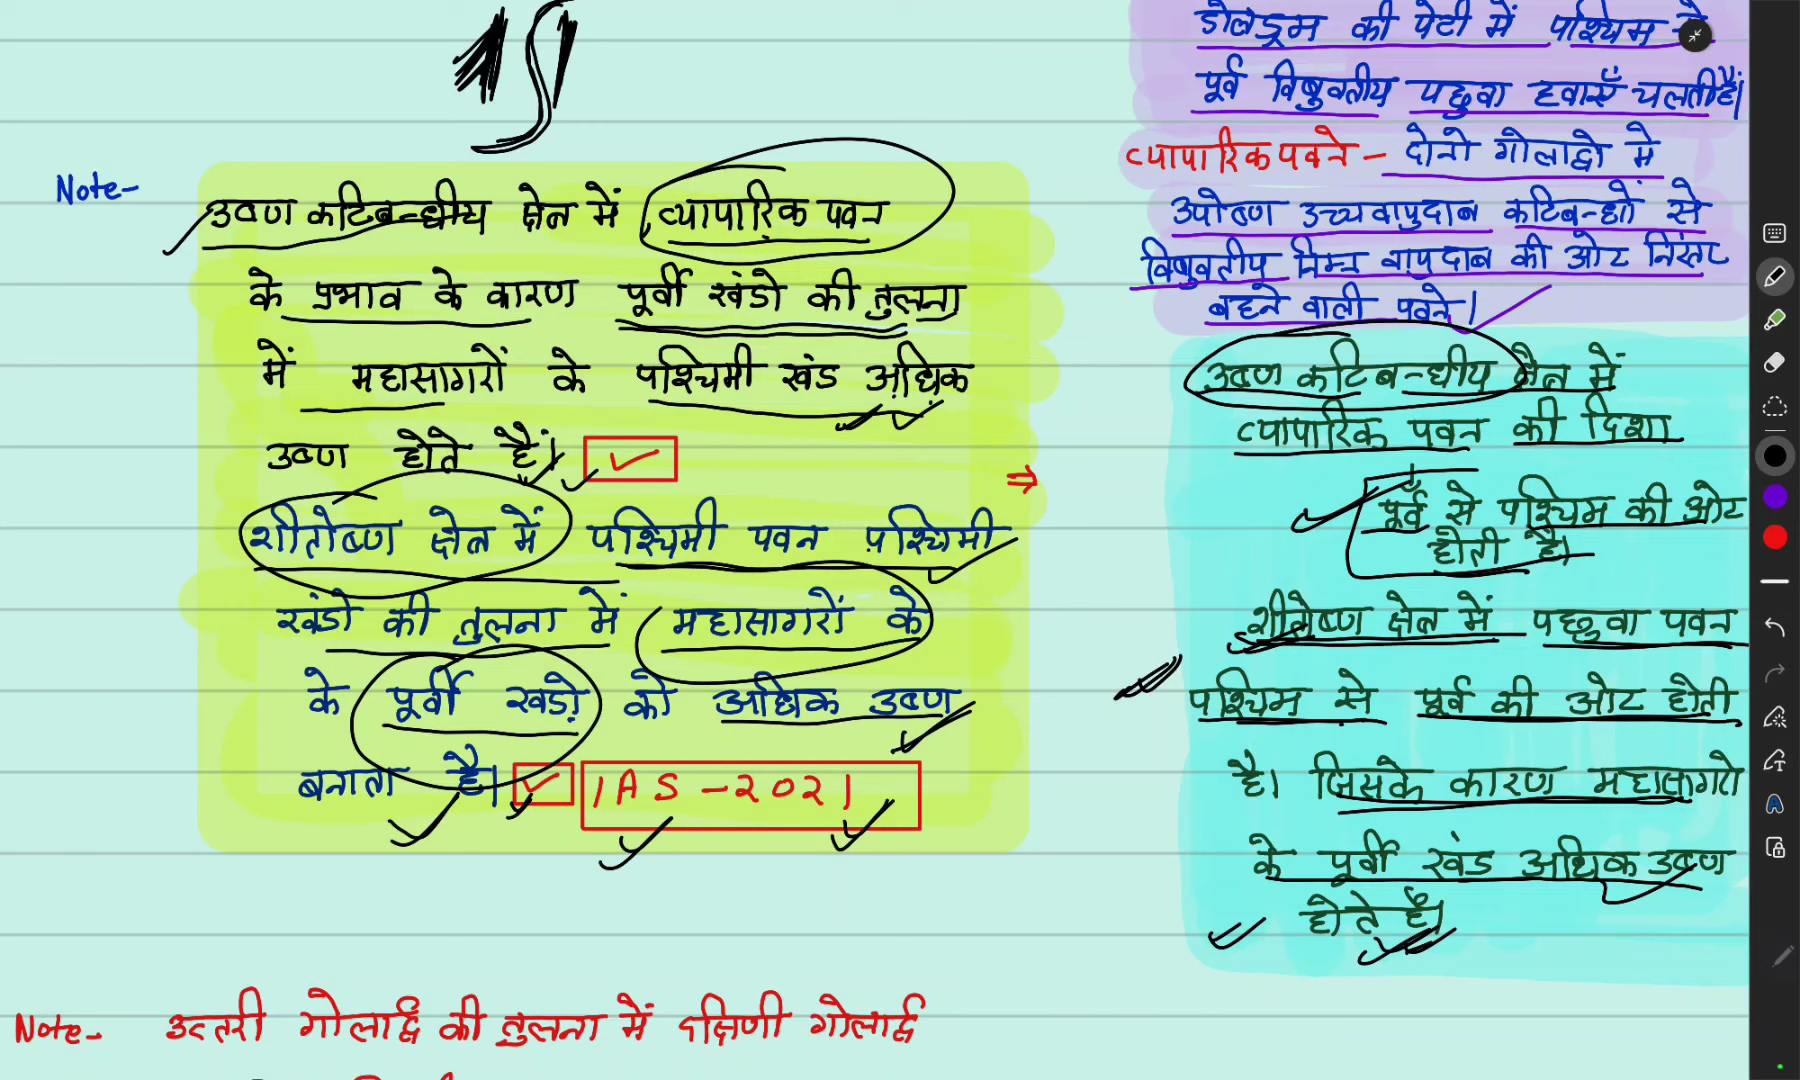 Note-
उष्ण कटिबन्धीय क्षेत्र में व्यापारिक पवन
के प्रभाव के कारण पूर्वी खंडो की तुलना
में महासागरों के पश्चिमी खंड अधिक
उष्ण होते हैं।
शीतोष्ण क्षेत्र में पश्चिमी पवन पश्चिमी
खंडो की तुलना में महासागरों के
के पूर्वी खंडो को अधिक उष्ण
बनाता है। IAS-2021
Note- उत्तरी गोलार्द्ध की तुलना में दक्षिणी गोलार्द्ध
डोलड्रम की पेटी में पश्चिम से
पूर्व विषुवतीय पछुवा हवाएँ चलती हैं।
व्यापारिक पवने- दोनो गोलार्द्धो मे
उपोष्ण उच्चवायुदाब कटिबन्धों से
विषुवतीय निम्न वायुदाब की ओर निरंतर
बहने वाली पवने।
⇒ उष्ण कटिबन्धीय क्षेत्र में
व्यापारिक पवन की दिशा
पूर्व से पश्चिम की ओर
होती है।
शीतोष्ण क्षेत्र में पछुवा पवन
पश्चिम से पूर्व की ओर होती
है। जिसके कारण महासागरो
के पूर्वी खंड अधिक उष्ण
होते हैं।